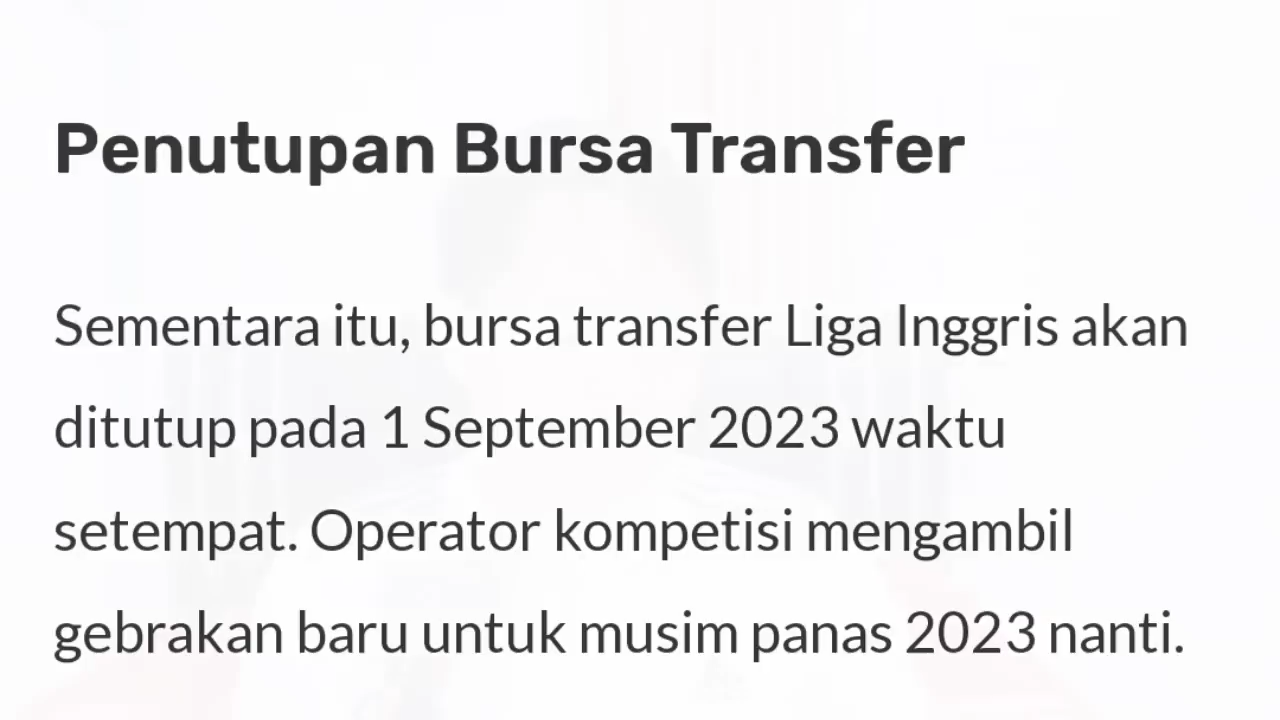 Penutupan Bursa Transfer
Sementara itu, bursa transfer Liga Inggris akan
ditutup pada 1 September 2023 waktu
setempat. Operator kompetisi mengambil
gebrakan baru untuk musim panas 2023 nanti.